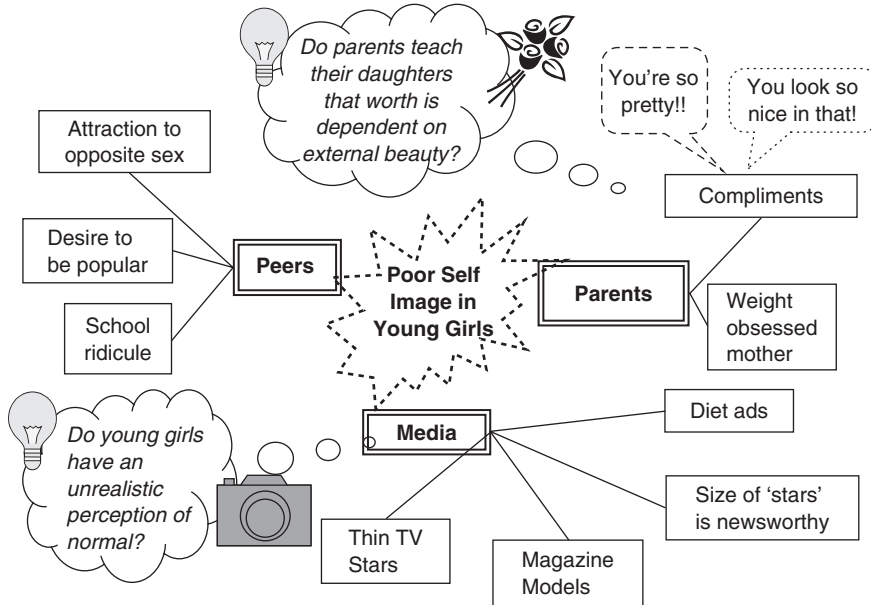 Do parents teach
their daughters
that worth is
dependent on
external beauty?
You're so
pretty!!
You look so
nice in that!
Attraction to
opposite sex
Compliments
Desire to
be popular
Peers
Poor Self
Image in
Young Girls
Parents
School
ridicule
Weight
obsessed
mother
Media
Diet ads
Do young girls
have an
unrealistic
perception of
normal?
Size of ‘stars’
is newsworthy
Thin TV
Stars
Magazine
Models